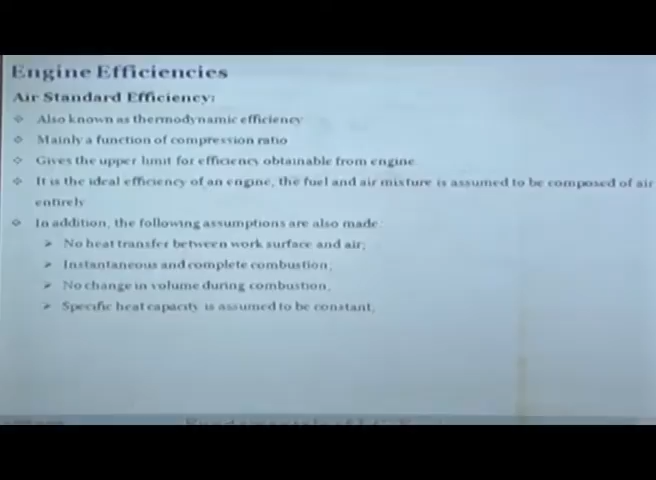 Engine Efficiencies
Air Standard Efficiency:
❖ Also known as thermodynamic efficiency
❖ Mainly a function of compression ratio
❖ Gives the upper limit for efficiency obtainable from engine
❖ It is the ideal efficiency of an engine, the fuel and air mixture is assumed to be composed of air
entirely
❖ In addition, the following assumptions are also made
➢ No heat transfer between work surface and air;
➢ Instantaneous and complete combustion;
➢ No change in volume during combustion;
➢ Specific heat capacity is assumed to be constant;